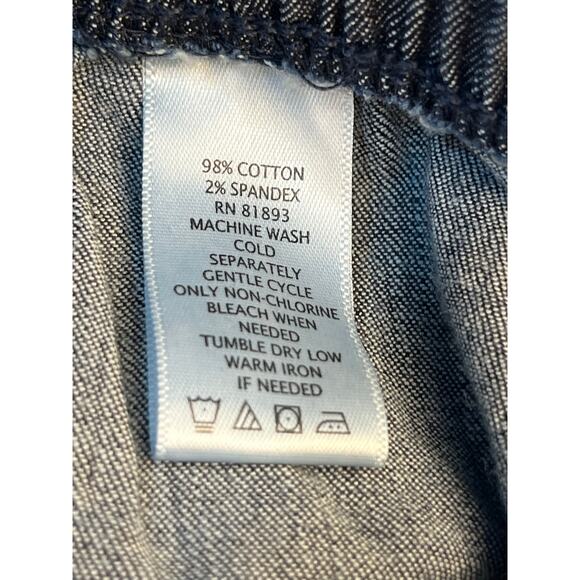 98% COTTON
2% SPANDEX
RN 81893
MACHINE WASH
COLD
SEPARATELY
GENTLE CYCLE
ONLY NON-CHLORINE
BLEACH WHEN
NEEDED
TUMBLE DRY LOW
WARM IRON
IF NEEDED